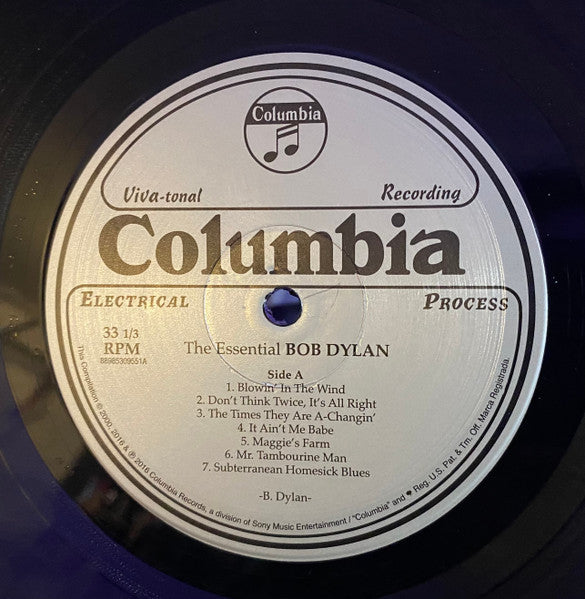 Columbia
Viva-tonal Recording
Columbia
ELECTRICAL PROCESS
33 1/3
RPM
88985309551A
The Essential BOB DYLAN
Side A
1. Blowin' In The Wind
2. Don't Think Twice, It's All Right
3. The Times They Are A-Changin'
4. It Ain't Me Babe
5. Maggie's Farm
6. Mr. Tambourine Man
7. Subterranean Homesick Blues
-B. Dylan-
This Compilation ℗ 2000, 2016 & ℗ 2016 Columbia Records, a division of Sony Music Entertainment / "Columbia" and Reg. U.S. Pat. & Tm. Off. Marca Registrada.